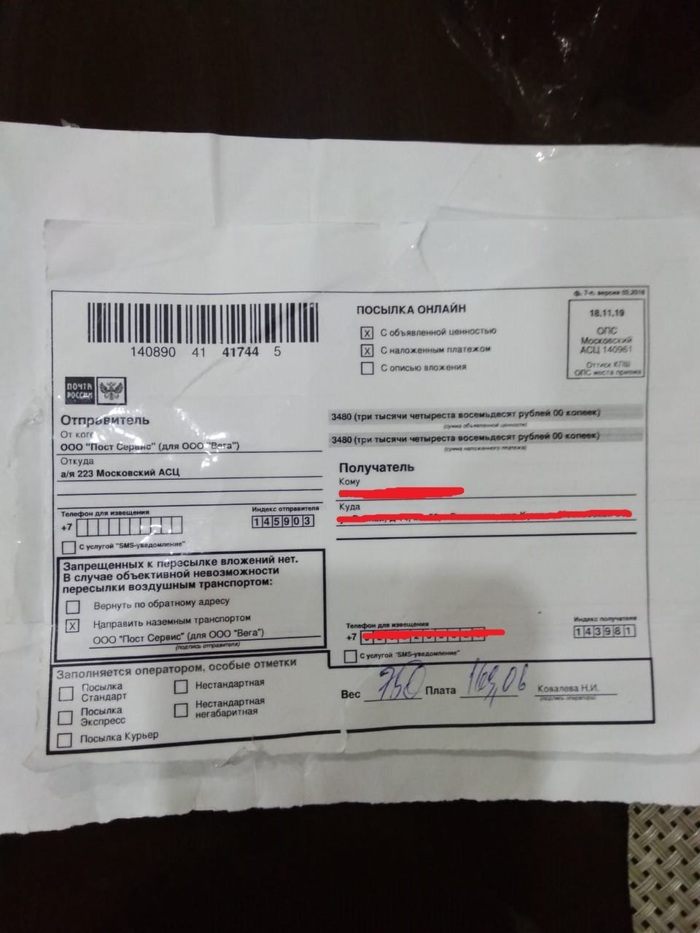 ф. 7-п, версия 05.2016
140890 41 41744 5
ПОСЫЛКА ОНЛАЙН
X С объявленной ценностью
X С наложенным платежом
С описью вложения
18.11.19
ОПС
Московский
АСЦ 140961
Оттиск КПШ
ОПС места приема
ПОЧТА
РОССИИ
Отправитель
От кого
ООО "Пост Сервис" (для ООО "Вега")
Откуда
а/я 223 Московский АСЦ
Телефон для извещения
+7
Индекс отправителя
145903
С услугой "SMS-уведомление"
3480 (три тысячи четыреста восемьдесят рублей 00 копеек)
(сумма объявленной ценности)
3480 (три тысячи четыреста восемьдесят рублей 00 копеек)
(сумма наложенного платежа)
Получатель
Кому
Куда
Запрещенных к пересылке вложений нет.
В случае объективной невозможности
пересылки воздушным транспортом:
Вернуть по обратному адресу
X Направить наземным транспортом
ООО "Пост Сервис" (для ООО "Вега")
(подпись отправителя)
Телефон для извещения
+7
Индекс получателя
143981
С услугой "SMS-уведомление"
Заполняется оператором, особые отметки
Посылка
Стандарт
Посылка
Экспресс
Посылка Курьер
Нестандартная
Нестандартная
негабаритная
Вес 750 Плата Ковалева Н.И.
(подпись оператора)